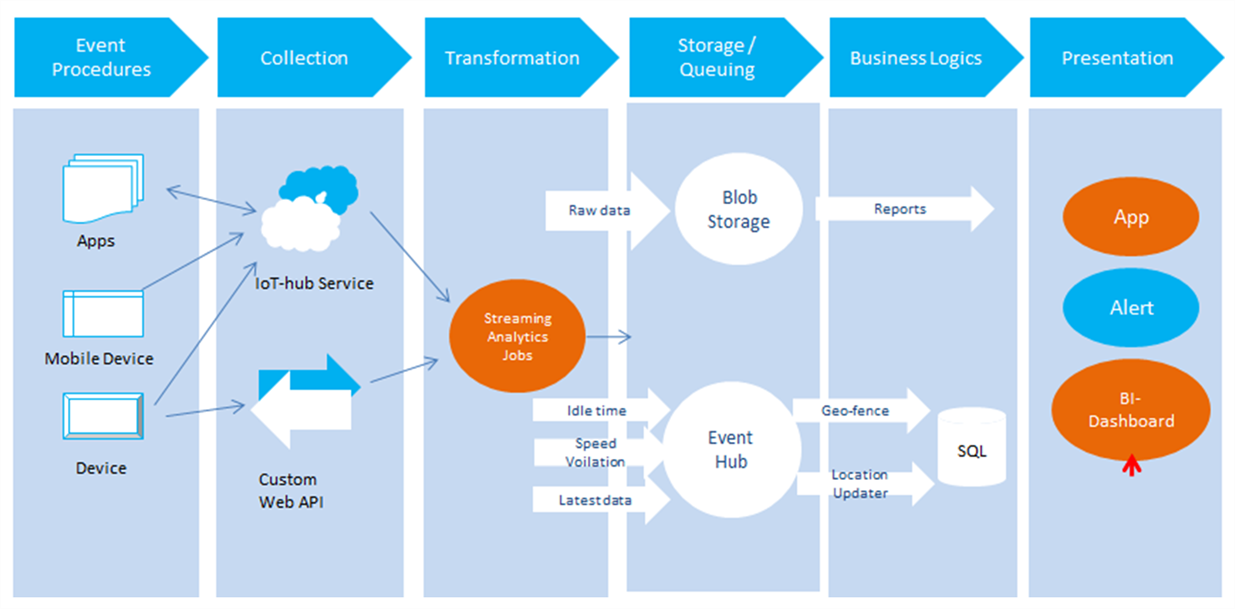 Event
Procedures
Collection
Transformation
Storage /
Queuing
Business Logics
Presentation
Apps
Mobile Device
Device
IoT-hub Service
Custom
Web API
Streaming
Analytics
Jobs
Raw data
Idle time
Speed
Voilation
Latest data
Blob
Storage
Event
Hub
Reports
Geo-fence
Location
Updater
SQL
App
Alert
BI-
Dashboard